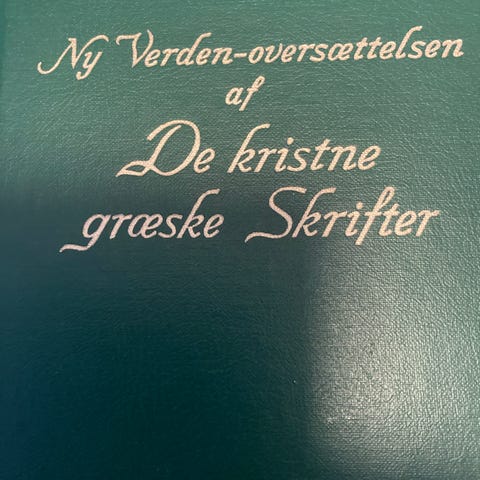 Ny Verden-oversættelsen
af
De kristne
græske Skrifter